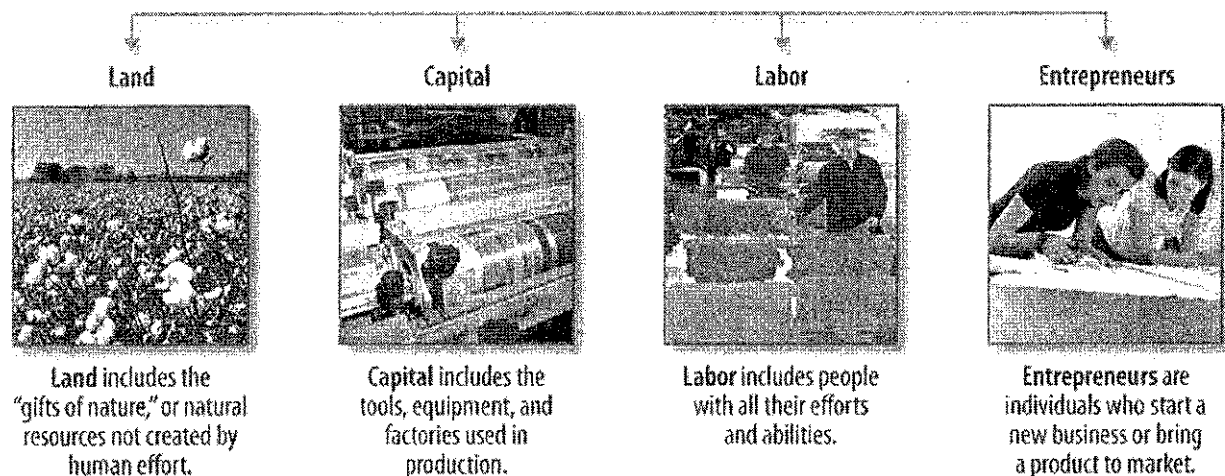 Land
Capital
Labor
Entrepreneurs
Land includes the
"gifts of nature," or natural
resources not created by
human effort.
Capital includes the
tools, equipment, and
factories used in
production.
Labor includes people
with all their efforts
and abilities.
Entrepreneurs are
individuals who start a
new business or bring
a product to market.